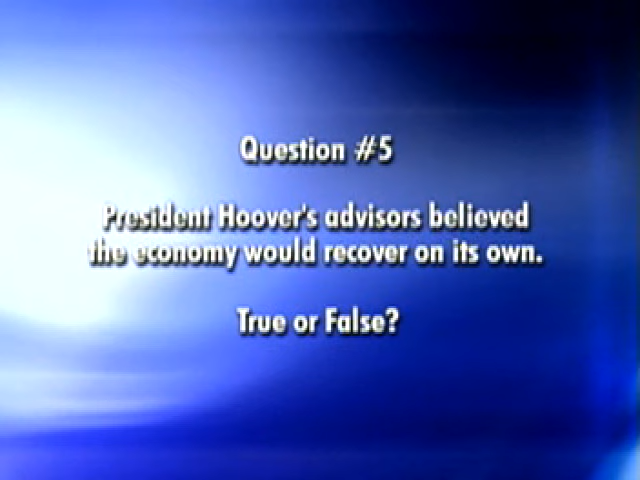 Question #5
President Hoover's advisors believed
the economy would recover on its own.
True or False?